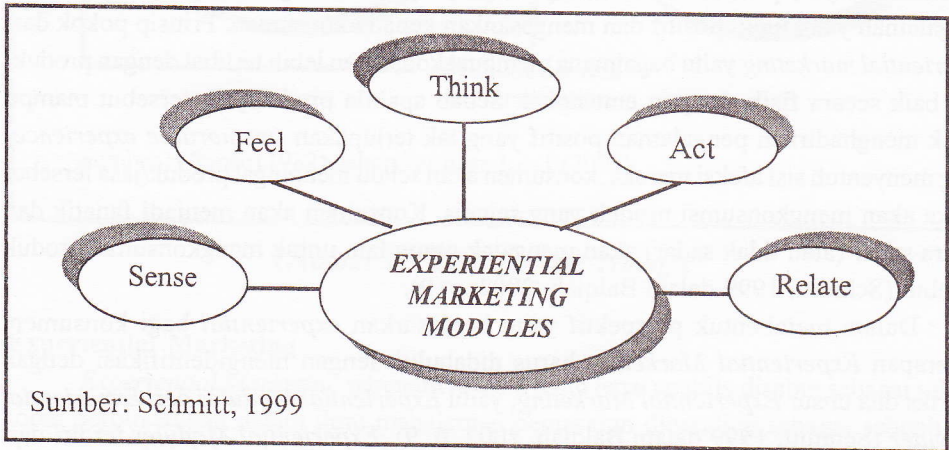 Think
Feel
Act
Sense
EXPERIENTIAL
MARKETING
MODULES
Relate
Sumber: Schmitt, 1999